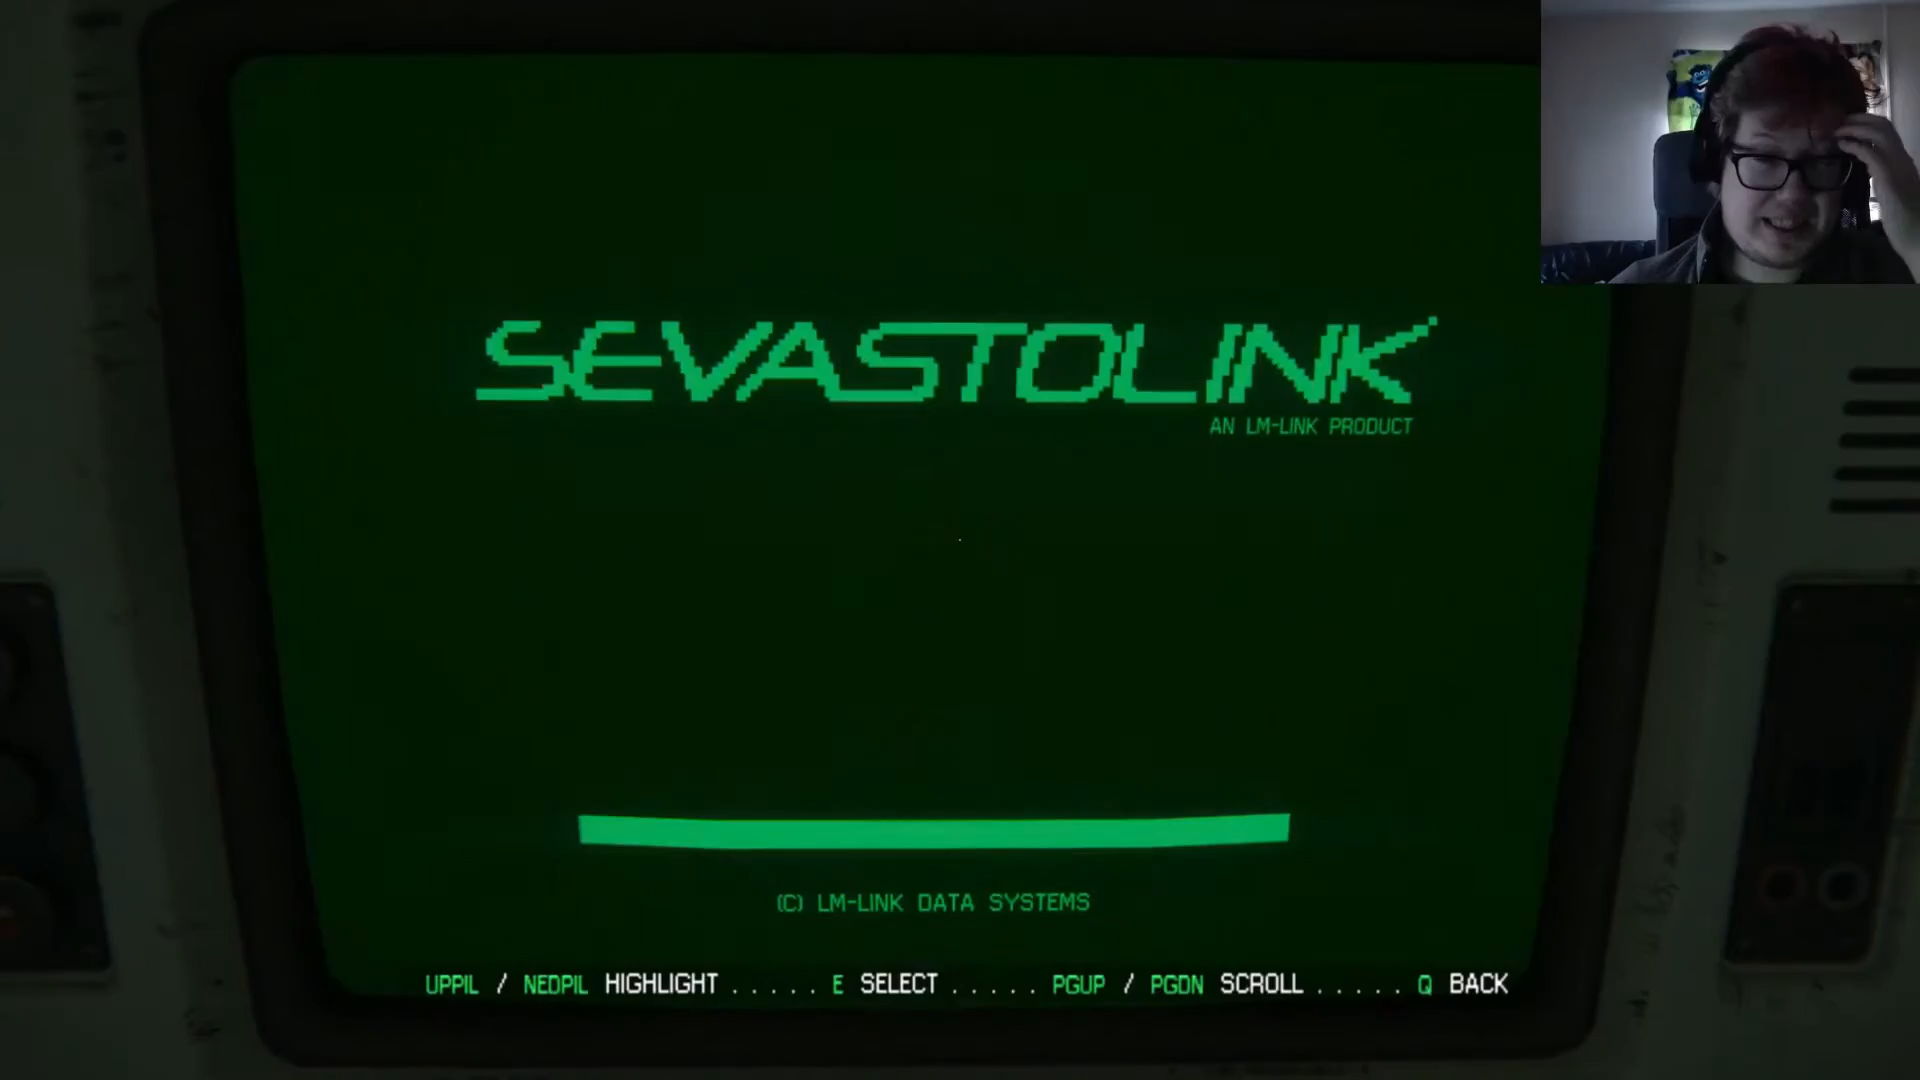 SEVASTOLINK
AN LM-LINK PRODUCT
(C) LM-LINK DATA SYSTEMS
UPPIL / NEDPIL HIGHLIGHT ..... E SELECT ..... PGUP / PGDN SCROLL ..... Q BACK